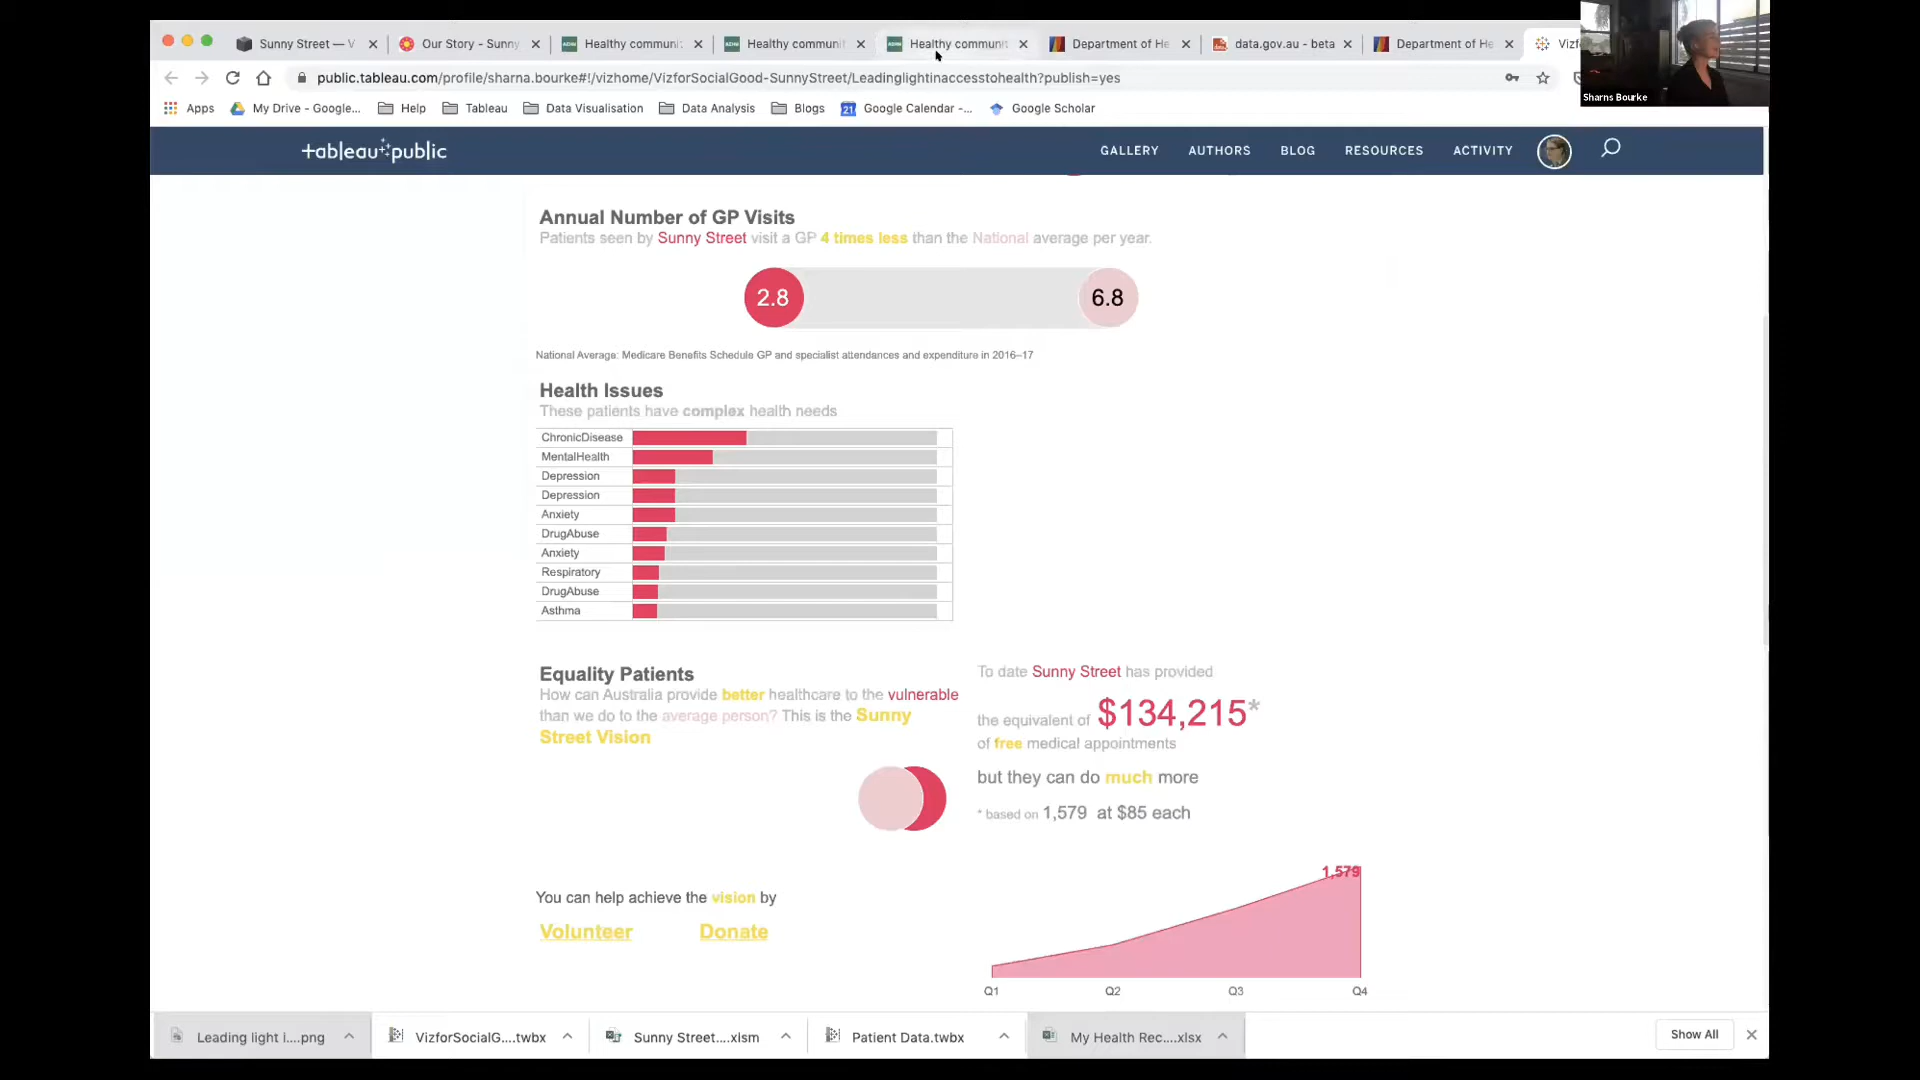 Sunny Street — V
Our Story - Sunny
Healthy communi
Healthy communi
Healthy communi
Department of He
data.gov.au - beta
Department of He
Vizf
public.tableau.com/profile/sharna.bourke#!/vizhome/VizforSocialGood-SunnyStreet/Leadinglightinaccesstohealth?publish=yes
Sharns Bourke
Apps
My Drive - Google...
Help
Tableau
Data Visualisation
Data Analysis
Blogs
21
Google Calendar -...
Google Scholar
+ableau public
GALLERY
AUTHORS
BLOG
RESOURCES
ACTIVITY
Annual Number of GP Visits
Patients seen by Sunny Street visit a GP 4 times less than the National average per year.
2.8
6.8
National Average: Medicare Benefits Schedule GP and specialist attendances and expenditure in 2016–17
Health Issues
These patients have complex health needs
ChronicDisease
MentalHealth
Depression
Depression
Anxiety
DrugAbuse
Anxiety
Respiratory
DrugAbuse
Asthma
Equality Patients
How can Australia provide better healthcare to the vulnerable
than we do to the average person? This is the Sunny
Street Vision
To date Sunny Street has provided
the equivalent of $134,215*
of free medical appointments
but they can do much more
* based on 1,579 at $85 each
You can help achieve the vision by
Volunteer
Donate
1,579
Q1
Q2
Q3
Q4
Leading light i....png
VizforSocialG....twbx
Sunny Street....xlsm
Patient Data.twbx
My Health Rec....xlsx
Show All